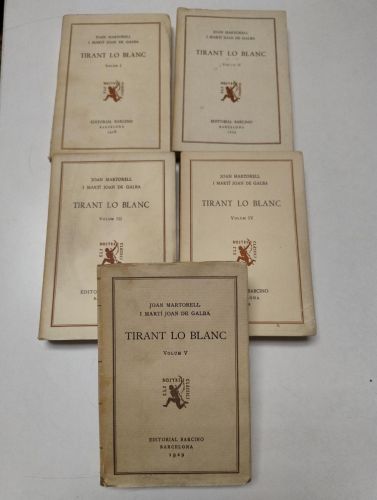 JOAN MARTORELL
I MARTÍ JOAN DE GALBA
TIRANT LO BLANC
VOLUM I
EDITORIAL BARCINO
BARCELONA
JOAN MARTORELL
I MARTÍ JOAN DE GALBA
TIRANT LO BLANC
VOLUM II
EDITORIAL BARCINO
BARCELONA
JOAN MARTORELL
I MARTÍ JOAN DE GALBA
TIRANT LO BLANC
VOLUM III
JOAN MARTORELL
I MARTÍ JOAN DE GALBA
TIRANT LO BLANC
VOLUM IV
JOAN MARTORELL
I MARTÍ JOAN DE GALBA
TIRANT LO BLANC
VOLUM V
EDITORIAL BARCINO
BARCELONA
1949